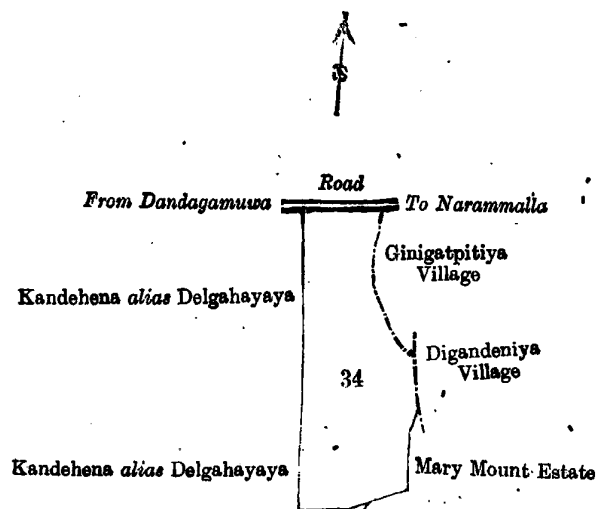 Road
From Dandagamuwa To Narammalla
Ginigatpitiya
Village
Kandehena alias Delgahayaya
Digandeniya
Village
34
Kandehena alias Delgahayaya Mary Mount Estate